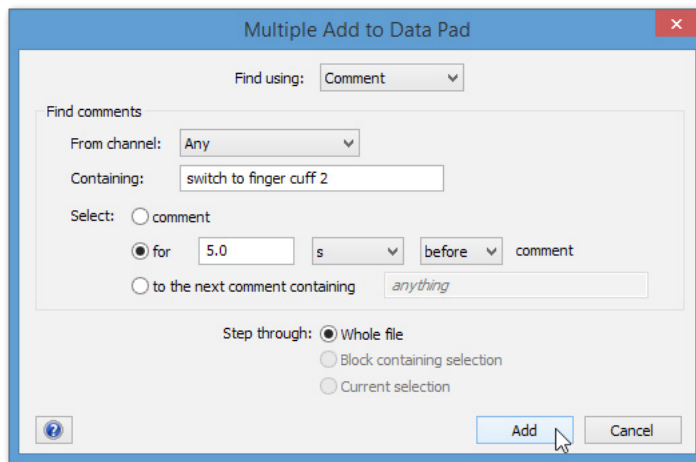 Multiple Add to Data Pad
Find using: Comment
Find comments
From channel: Any
Containing: switch to finger cuff 2
Select: comment
for 5.0 s before comment
to the next comment containing anything
Step through: Whole file
Block containing selection
Current selection
Add Cancel